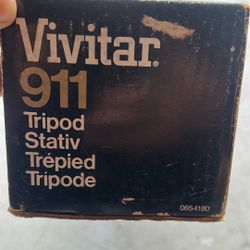 Vivitar®
911
Tripod
Stativ
Trépied
Trípode
0654180